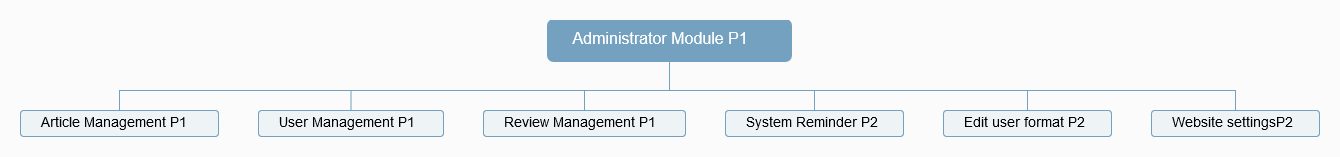 Administrator Module P1
Article Management P1
User Management P1
Review Management P1
System Reminder P2
Edit user format P2
Website settingsP2